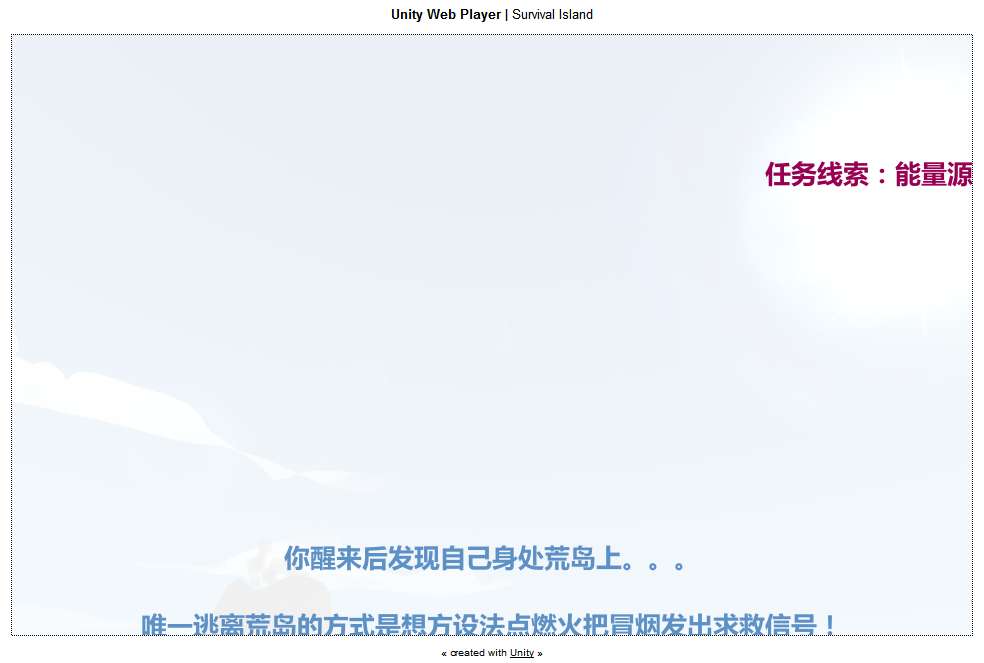 Unity Web Player | Survival Island
任务线索：能量源
你醒来后发现自己身处荒岛上。。。
唯一逃离荒岛的方式是想方设法点燃火把冒烟发出求救信号！
« created with Unity »